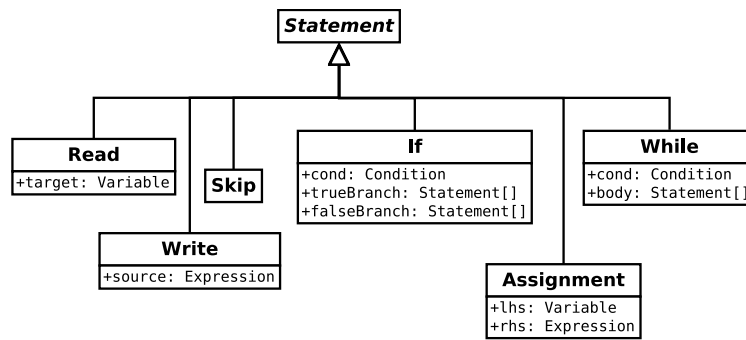 Statement
Read
+target: Variable
Skip
If
+cond: Condition
+trueBranch: Statement[]
+falseBranch: Statement[]
While
+cond: Condition
+body: Statement[]
Write
+source: Expression
Assignment
+lhs: Variable
+rhs: Expression